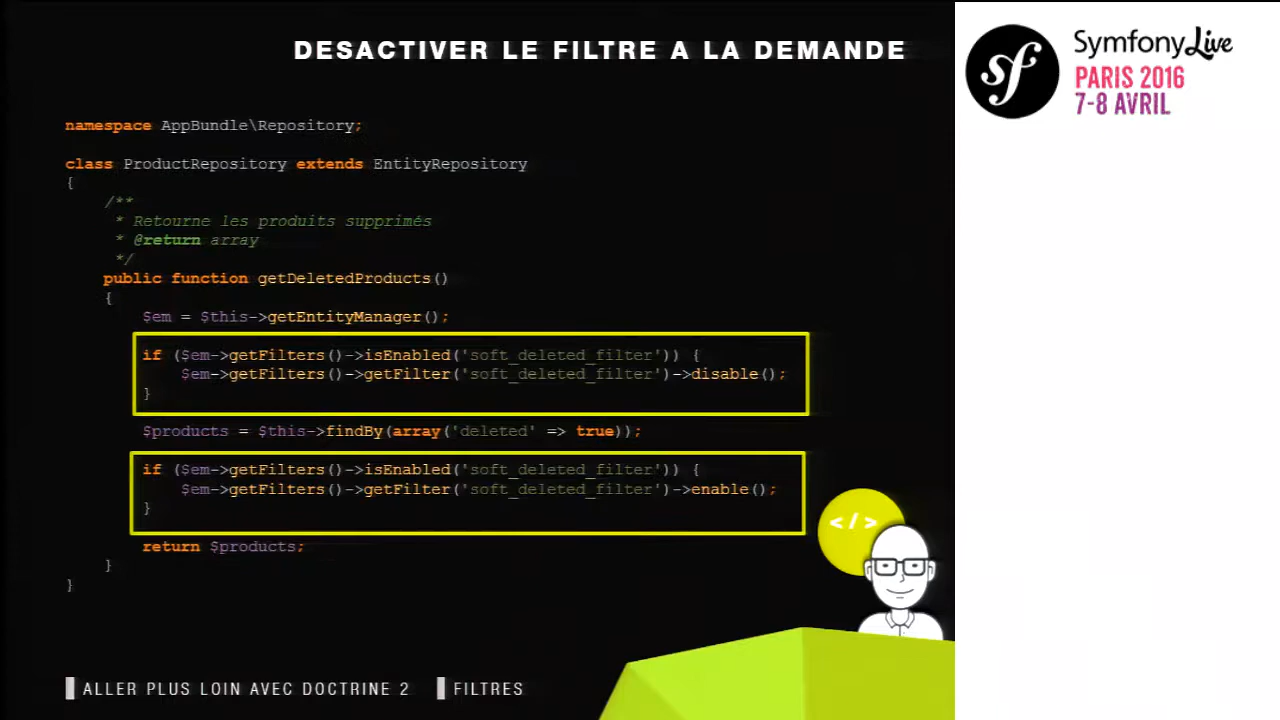 DESACTIVER LE FILTRE A LA DEMANDE
SymfonyLive
PARIS 2016
7-8 AVRIL
sf
namespace AppBundle\Repository;
class ProductRepository extends EntityRepository
{
/**
* Retourne les produits supprimés
* @return array
*/
public function getDeletedProducts()
{
$em = $this->getEntityManager();
if ($em->getFilters()->isEnabled('soft_deleted_filter')) {
$em->getFilters()->getFilter('soft_deleted_filter')->disable();
}
$products = $this->findBy(array('deleted' => true));
if ($em->getFilters()->isEnabled('soft_deleted_filter')) {
$em->getFilters()->getFilter('soft_deleted_filter')->enable();
}
return $products;
}
}
</>
ALLER PLUS LOIN AVEC DOCTRINE 2
FILTRES